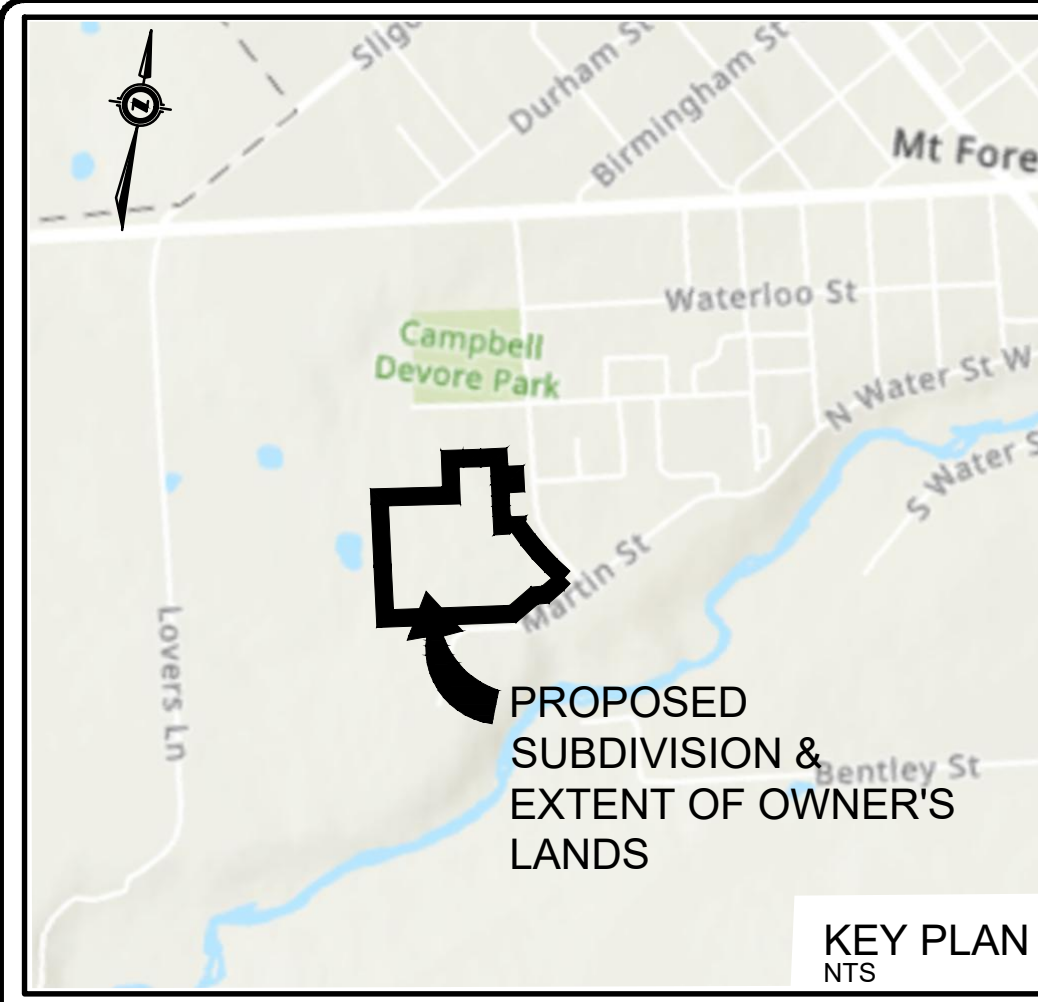 Sligo
Durham St
Birmingham St
Mt Fore
Waterloo St
Campbell
Devore Park
N Water St W
S Water S
Martin St
Lovers Ln
PROPOSED
SUBDIVISION &
EXTENT OF OWNER'S
LANDS
Bentley St
KEY PLAN
NTS
N